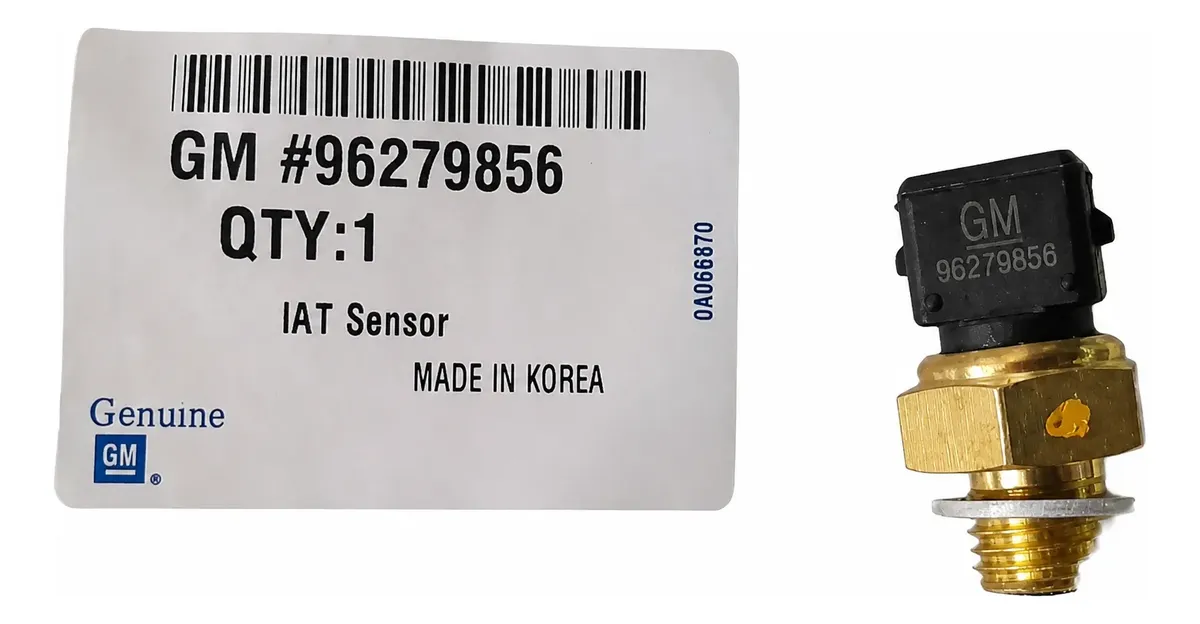 GM #96279856
QTY:1
IAT Sensor
MADE IN KOREA
0A066870
Genuine
GM
®
GM
96279856